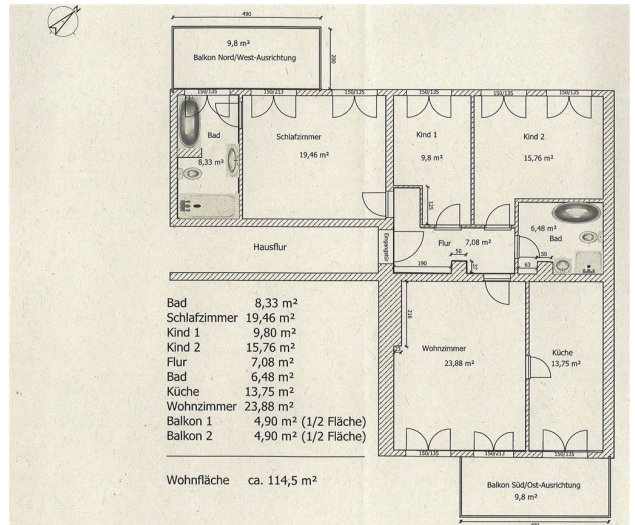 490
9,8 m²
Balkon Nord/West-Ausrichtung
200
150/135
150/213
150/135
150/135
150/135
Bad
8,33 m²
Schlafzimmer
19,46 m²
Kind 1
9,8 m²
Kind 2
15,76 m²
125
6,48 m²
Bad
Hausflur
Eingangstür
Flur 7,08 m²
50
190
63
50
216
Wohnzimmer
23,88 m²
Küche
13,75 m²
Bad 8,33 m²
Schlafzimmer 19,46 m²
Kind 1 9,80 m²
Kind 2 15,76 m²
Flur 7,08 m²
Bad 6,48 m²
Küche 13,75 m²
Wohnzimmer 23,88 m²
Balkon 1 4,90 m² (1/2 Fläche)
Balkon 2 4,90 m² (1/2 Fläche)
Wohnfläche ca. 114,5 m²
150/135
150/213
150/135
Balkon Süd/Ost-Ausrichtung
9,8 m²